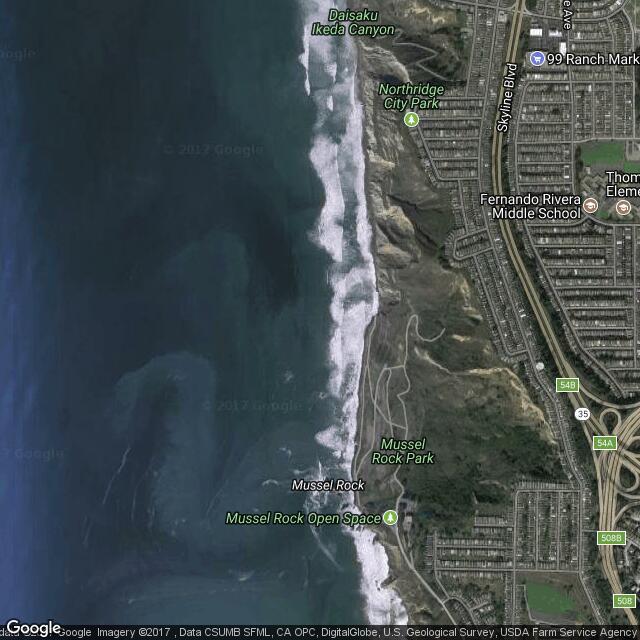 Daisaku
Ikeda Canyon
99 Ranch Mark
Northridge
City Park
Skyline Blvd
e Ave
© 2017 Google
Thom
Eleme
Fernando Rivera
Middle School
54B
35
© 2017 Google
54A
Mussel
Rock Park
Mussel Rock
Mussel Rock Open Space
508B
508
Google
Google Imagery ©2017 , Data CSUMB SFML, CA OPC, DigitalGlobe, U.S. Geological Survey, USDA Farm Service Agency